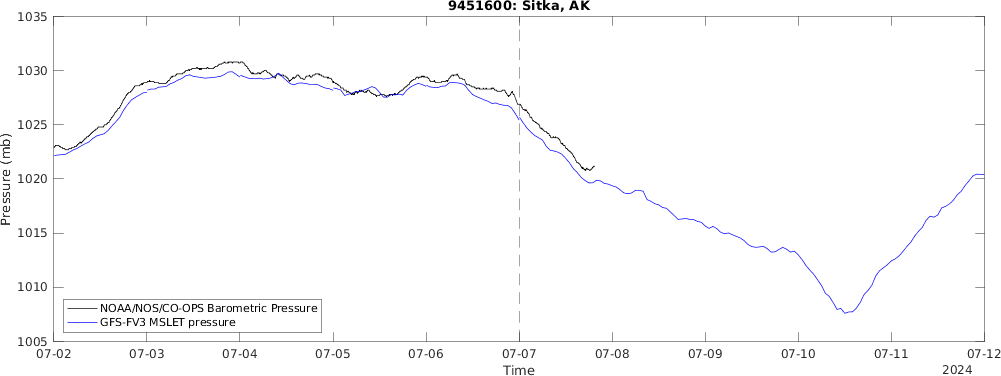 9451600: Sitka, AK
Pressure (mb)
1035
1030
1025
1020
1015
1010
1005
NOAA/NOS/CO-OPS Barometric Pressure
GFS-FV3 MSLET pressure
07-02 07-03 07-04 07-05 07-06 07-07 07-08 07-09 07-10 07-11 07-12
Time
2024